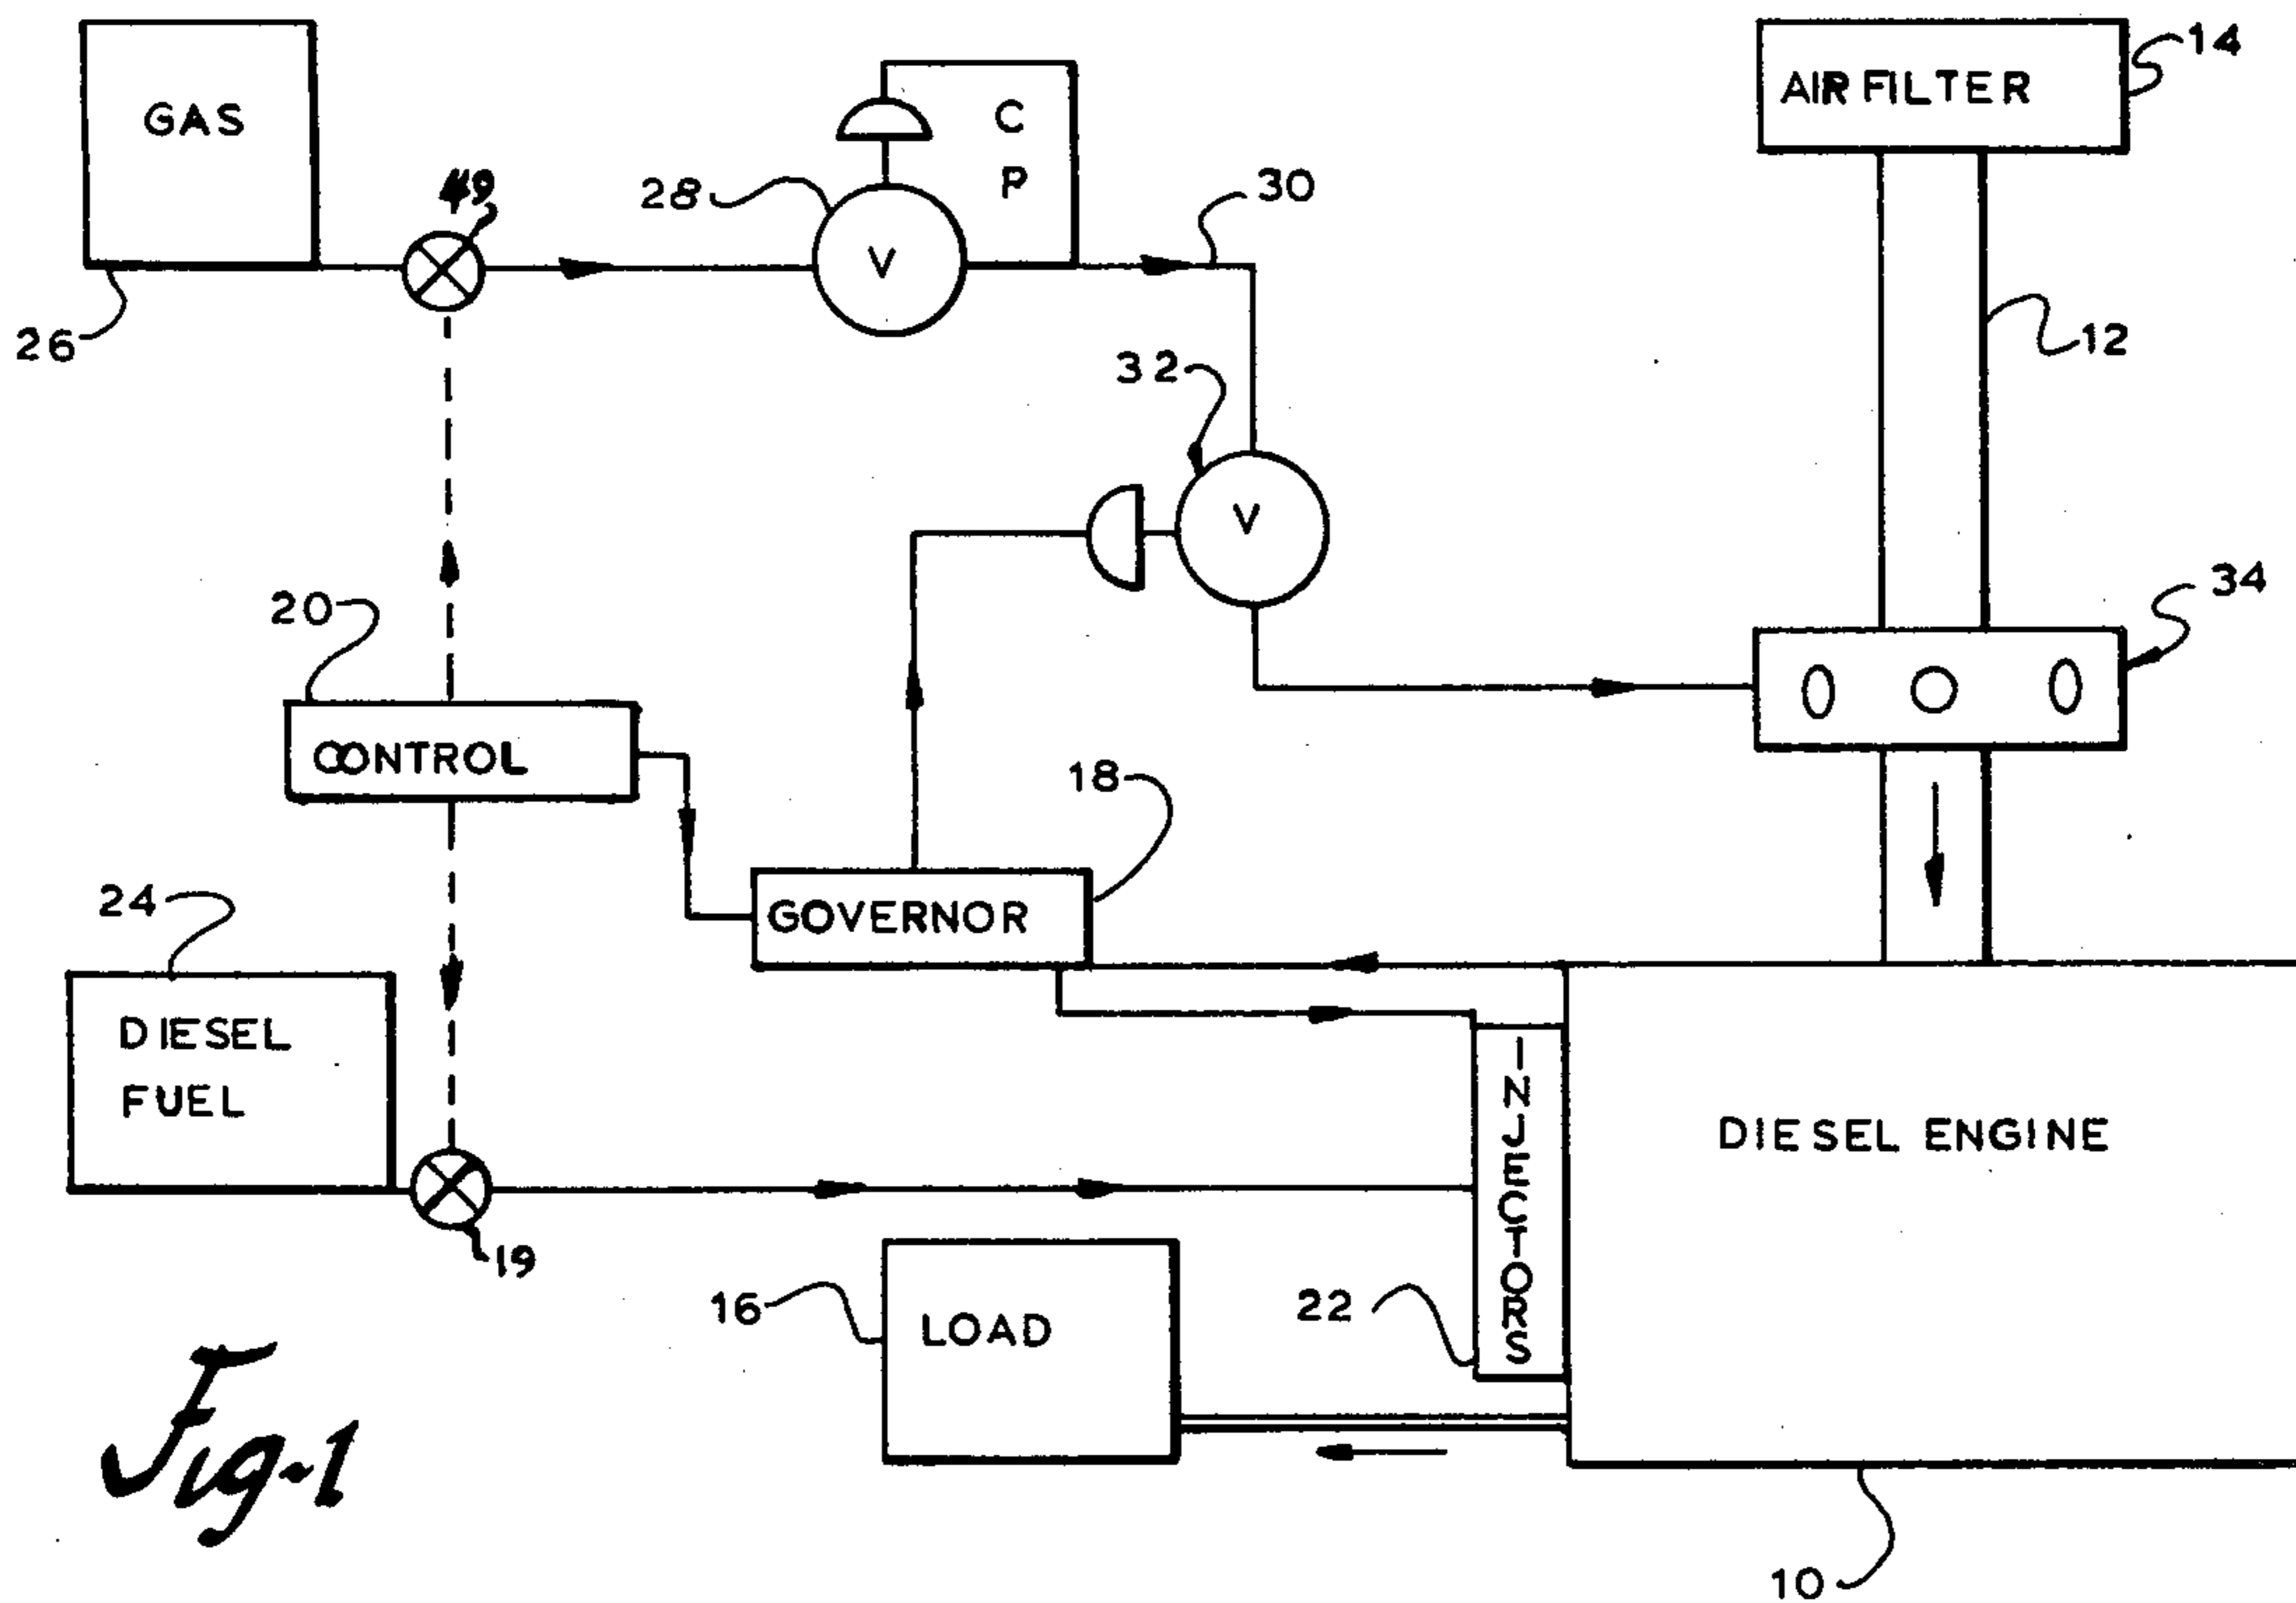 GAS
AIR FILTER
14
C
P
49
28
V
30
26
12
32
V
20
34
CONTROL
18
24
GOVERNOR
DIESEL
FUEL
INJECTORS
DIESEL ENGINE
19
16
LOAD
22
Fig-1
10